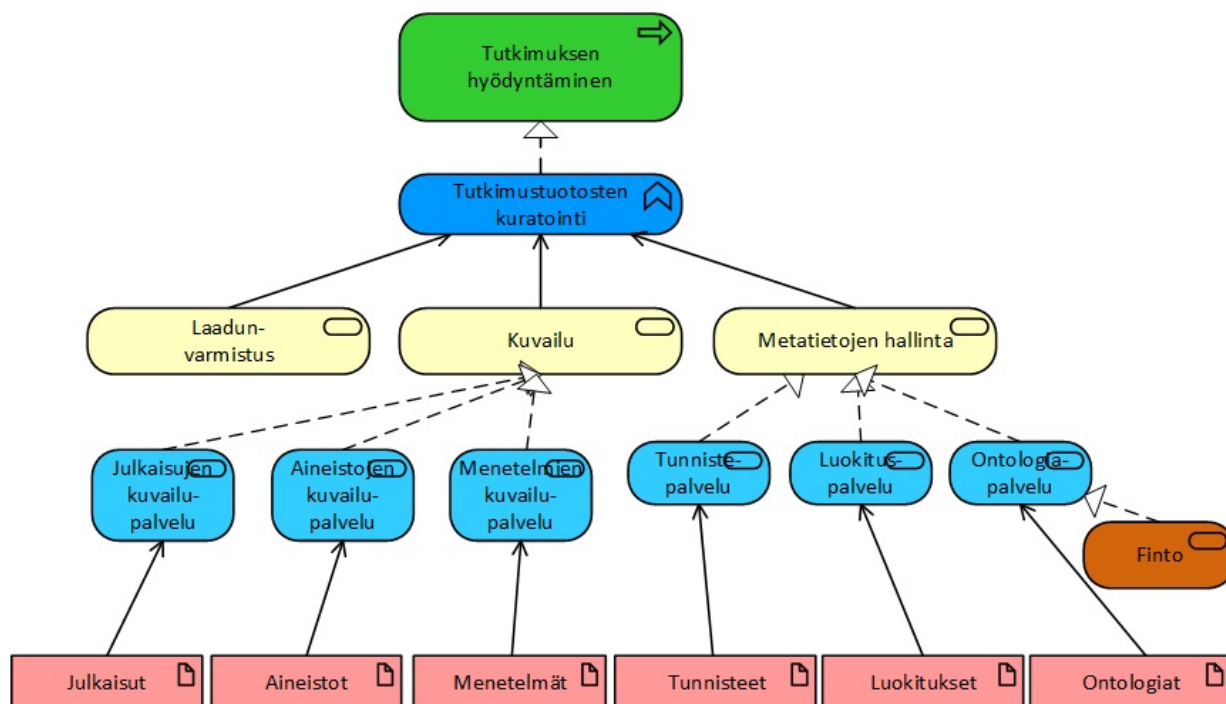 Tutkimuksen
hyödyntäminen
Tutkimustuotosten
kuratointi
Laadun-
varmistus
Kuvailu
Metatietojen hallinta
Julkaisujen
kuvailu-
palvelu
Aineistojen
kuvailu-
palvelu
Menetelmien
kuvailu-
palvelu
Tunniste-
palvelu
Luokitus-
palvelu
Ontologia-
palvelu
Finto
Julkaisut
Aineistot
Menetelmät
Tunnisteet
Luokitukset
Ontologiat